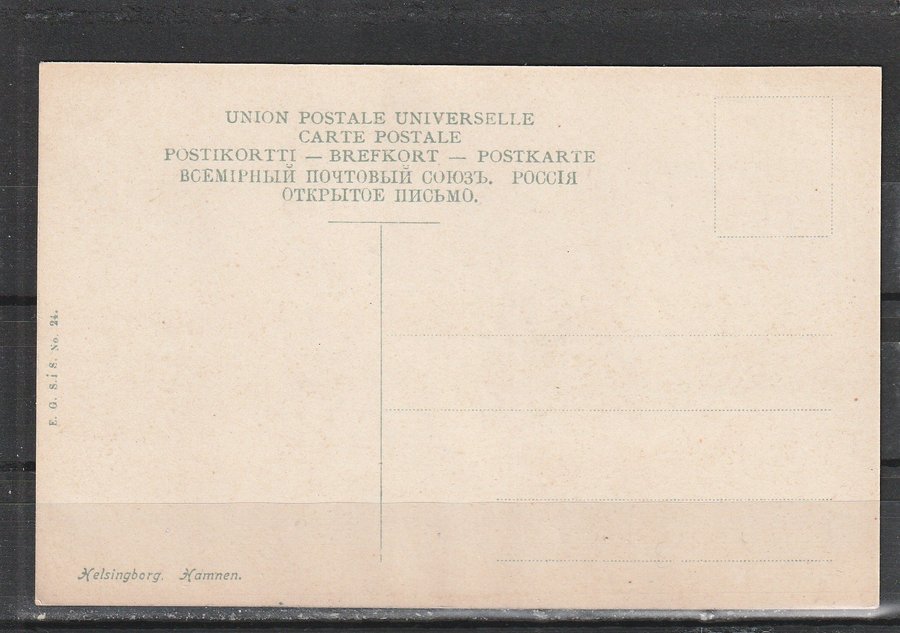 UNION POSTALE UNIVERSELLE
CARTE POSTALE
POSTIKORTTI — BREFKORT — POSTKARTE
ВСЕМІРНЫЙ ПОЧТОВЫЙ СОЮЗЪ. РОССІЯ
ОТКРЫТОЕ ПИСЬМО.
E. G. S. i S. No. 24.
Helsingborg. Hamnen.